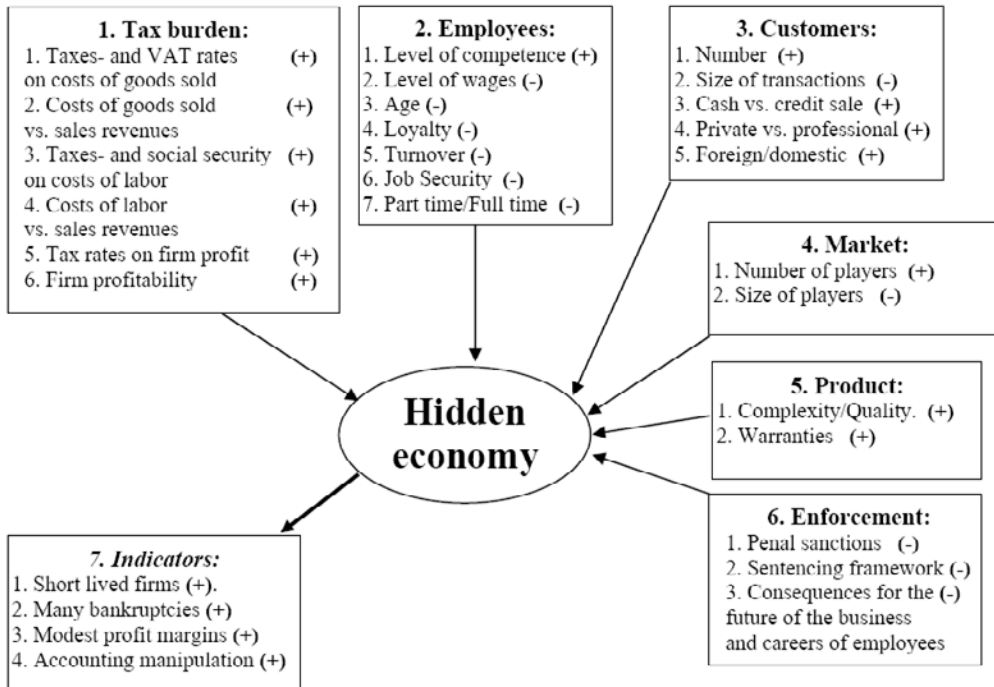 1. Tax burden:
1. Taxes- and VAT rates (+)
on costs of goods sold
2. Costs of goods sold (+)
vs. sales revenues
3. Taxes- and social security (+)
on costs of labor
4. Costs of labor (+)
vs. sales revenues
5. Tax rates on firm profit (+)
6. Firm profitability (+)
2. Employees:
1. Level of competence (+)
2. Level of wages (-)
3. Age (-)
4. Loyalty (-)
5. Turnover (-)
6. Job Security (-)
7. Part time/Full time (-)
3. Customers:
1. Number (+)
2. Size of transactions (-)
3. Cash vs. credit sale (+)
4. Private vs. professional (+)
5. Foreign/domestic (+)
4. Market:
1. Number of players (+)
2. Size of players (-)
5. Product:
1. Complexity/Quality. (+)
2. Warranties (+)
Hidden
economy
6. Enforcement:
1. Penal sanctions (-)
2. Sentencing framework (-)
3. Consequences for the (-)
future of the business
and careers of employees
7. Indicators:
1. Short lived firms (+).
2. Many bankruptcies (+)
3. Modest profit margins (+)
4. Accounting manipulation (+)